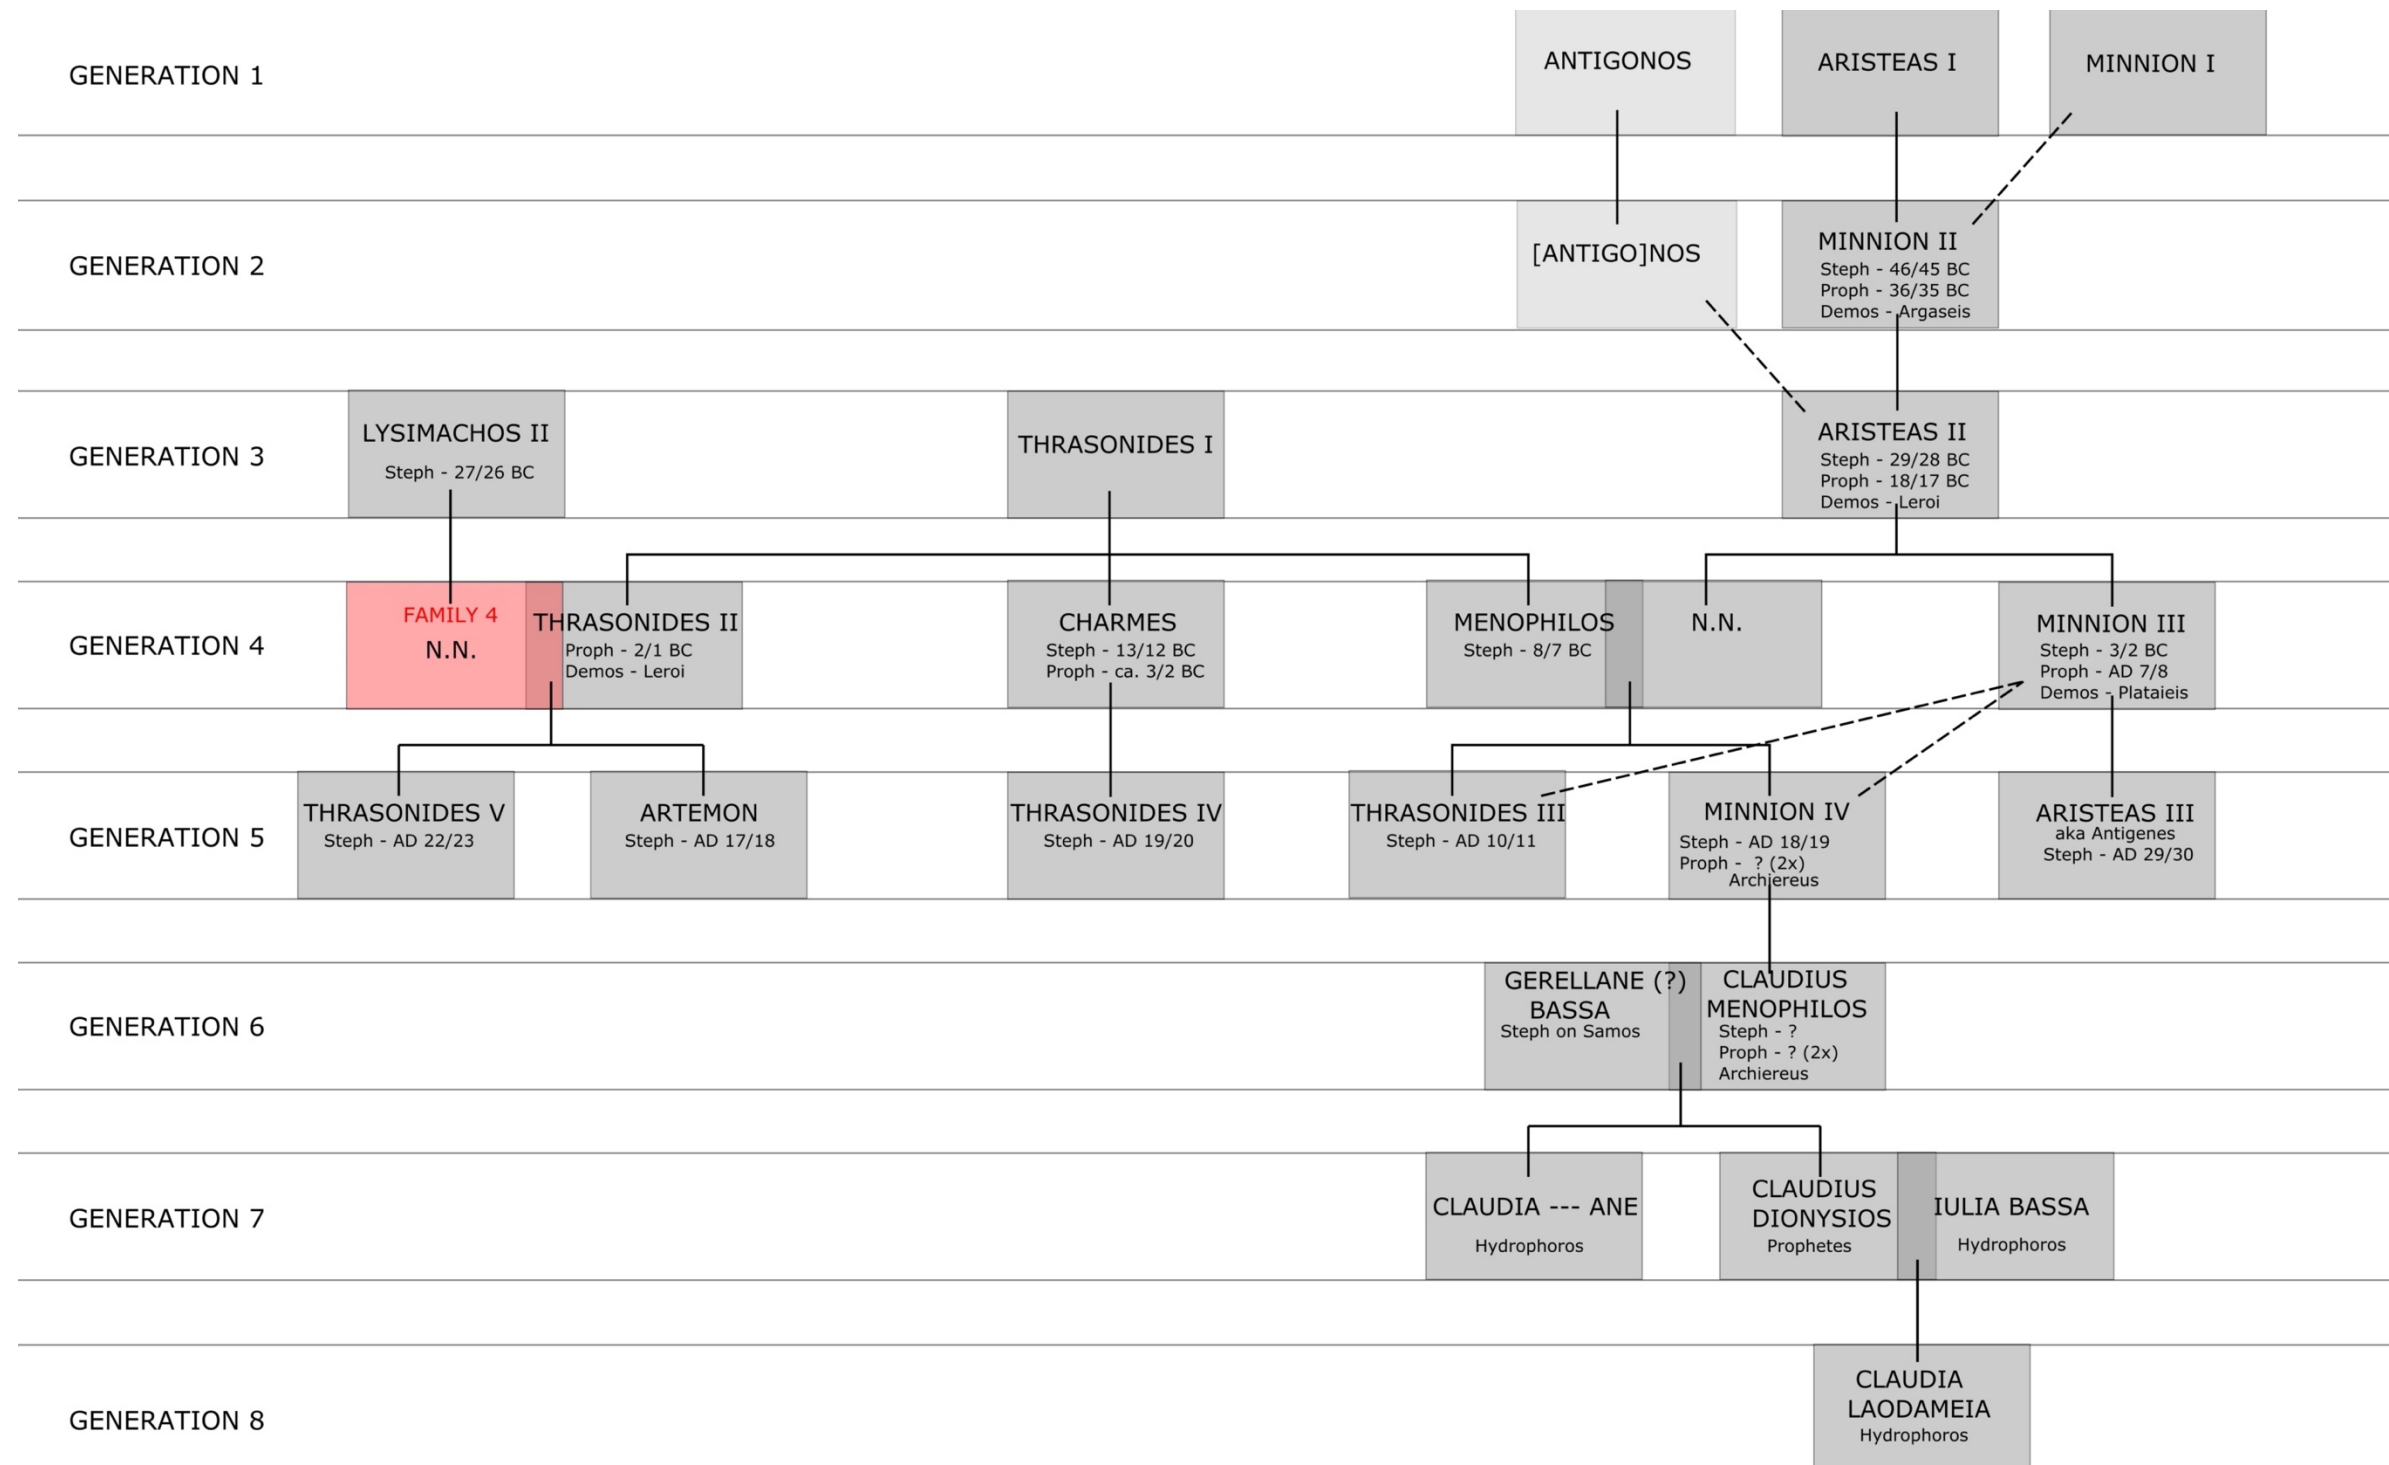 GENERATION 1
ANTIGONOS
ARISTEAS I
MINNION I
GENERATION 2
[ANTIGO]NOS
MINNION II
Steph - 46/45 BC
Proph - 36/35 BC
Demos - Argaseis
GENERATION 3
LYSIMACHOS II
Steph - 27/26 BC
THRASONIDES I
ARISTEAS II
Steph - 29/28 BC
Proph - 18/17 BC
Demos - Leroi
GENERATION 4
FAMILY 4
N.N.
THRASONIDES II
Proph - 2/1 BC
Demos - Leroi
CHARMES
Steph - 13/12 BC
Proph - ca. 3/2 BC
MENOPHILOS
Steph - 8/7 BC
N.N.
MINNION III
Steph - 3/2 BC
Proph - AD 7/8
Demos - Plataieis
GENERATION 5
THRASONIDES V
Steph - AD 22/23
ARTEMON
Steph - AD 17/18
THRASONIDES IV
Steph - AD 19/20
THRASONIDES III
Steph - AD 10/11
MINNION IV
Steph - AD 18/19
Proph - ? (2x)
Archiereus
ARISTEAS III
aka Antigenes
Steph - AD 29/30
GENERATION 6
GERELLANE (?)
BASSA
Steph on Samos
CLAUDIUS
MENOPHILOS
Steph - ?
Proph - ? (2x)
Archiereus
GENERATION 7
CLAUDIA --- ANE
Hydrophoros
CLAUDIUS
DIONYSIOS
Prophetes
IULIA BASSA
Hydrophoros
GENERATION 8
CLAUDIA
LAODAMEIA
Hydrophoros